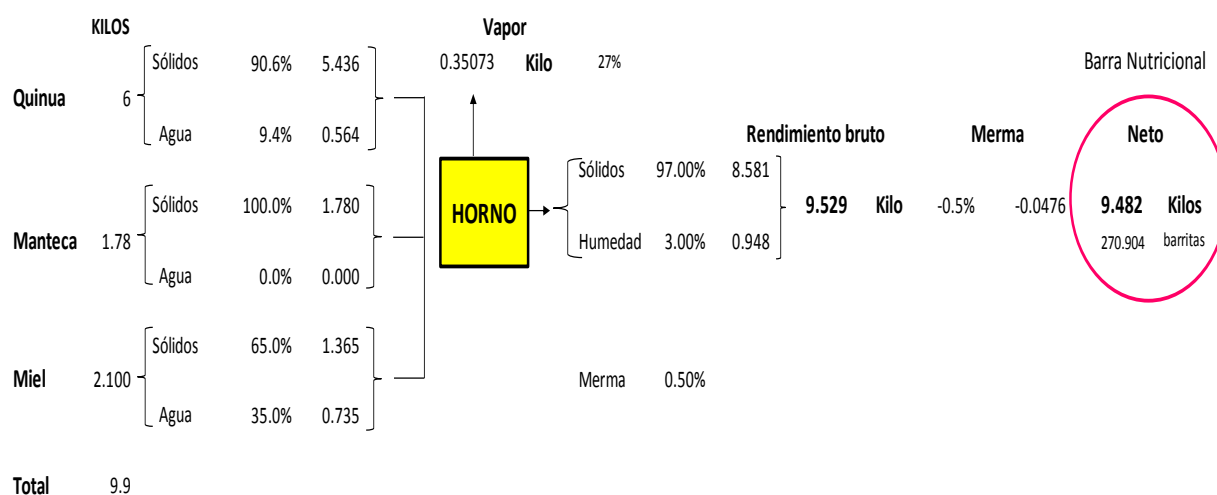 KILOS Vapor
Sólidos 90.6% 5.436 0.35073 Kilo 27% Barra Nutricional
Quinua 6
Agua 9.4% 0.564 Rendimiento bruto Merma Neto
Sólidos 97.00% 8.581
Sólidos 100.0% 1.780 HORNO 9.529 Kilo -0.5% -0.0476 9.482 Kilos
Manteca 1.78 Humedad 3.00% 0.948 270.904 barritas
Agua 0.0% 0.000
Sólidos 65.0% 1.365
Miel 2.100 Merma 0.50%
Agua 35.0% 0.735
Total 9.9